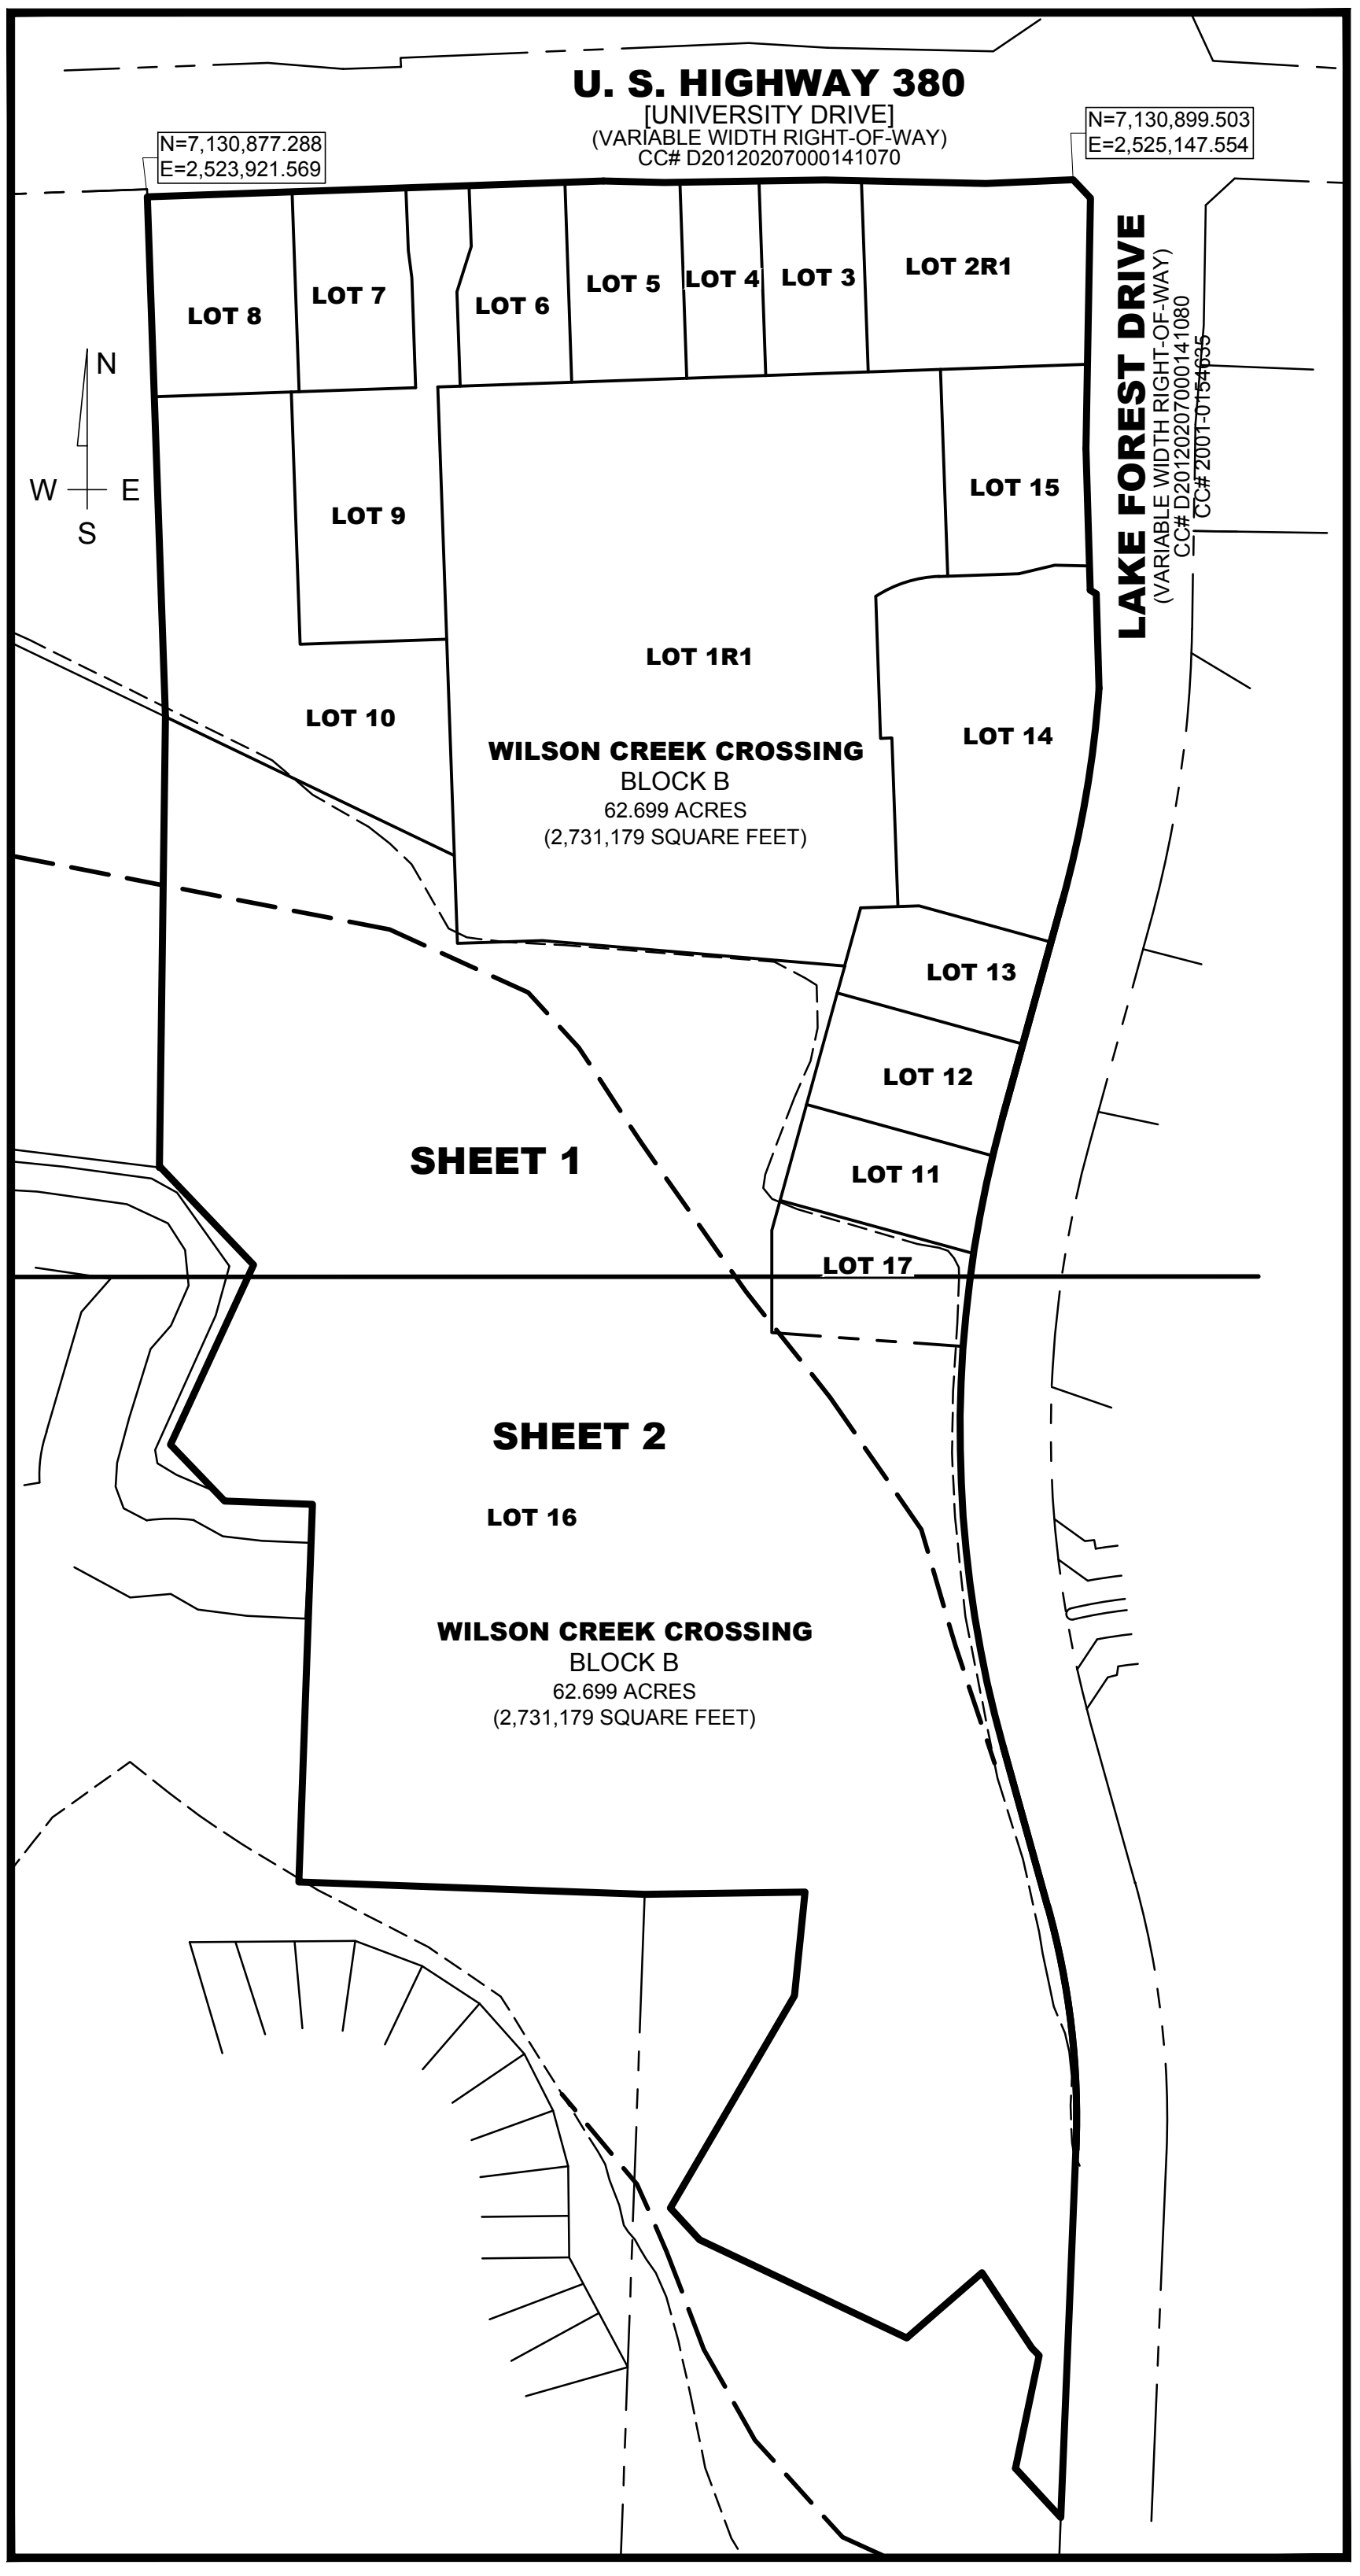 U. S. HIGHWAY 380
[UNIVERSITY DRIVE]
(VARIABLE WIDTH RIGHT-OF-WAY)
CC# D20120207000141070
N=7,130,877.288
E=2,523,921.569
N=7,130,899.503
E=2,525,147.554
LAKE FOREST DRIVE
(VARIABLE WIDTH RIGHT-OF-WAY)
CC# D20120207000141080
CC# 2001-0154635
LOT 8
LOT 7
LOT 6
LOT 5
LOT 4
LOT 3
LOT 2R1
N
W
E
S
LOT 9
LOT 15
LOT 1R1
LOT 10
LOT 14
WILSON CREEK CROSSING
BLOCK B
62.699 ACRES
(2,731,179 SQUARE FEET)
LOT 13
LOT 12
SHEET 1
LOT 11
LOT 17
SHEET 2
LOT 16
WILSON CREEK CROSSING
BLOCK B
62.699 ACRES
(2,731,179 SQUARE FEET)